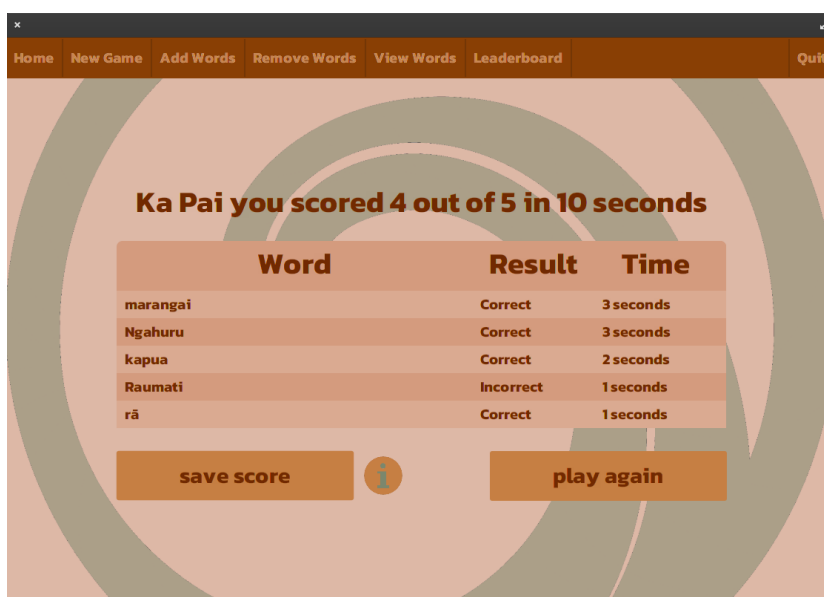 ×
Home New Game Add Words Remove Words View Words Leaderboard Quit
Ka Pai you scored 4 out of 5 in 10 seconds
Word Result Time
marangai Correct 3 seconds
Ngahuru Correct 3 seconds
kapua Correct 2 seconds
Raumati Incorrect 1 seconds
rā Correct 1 seconds
save score i play again